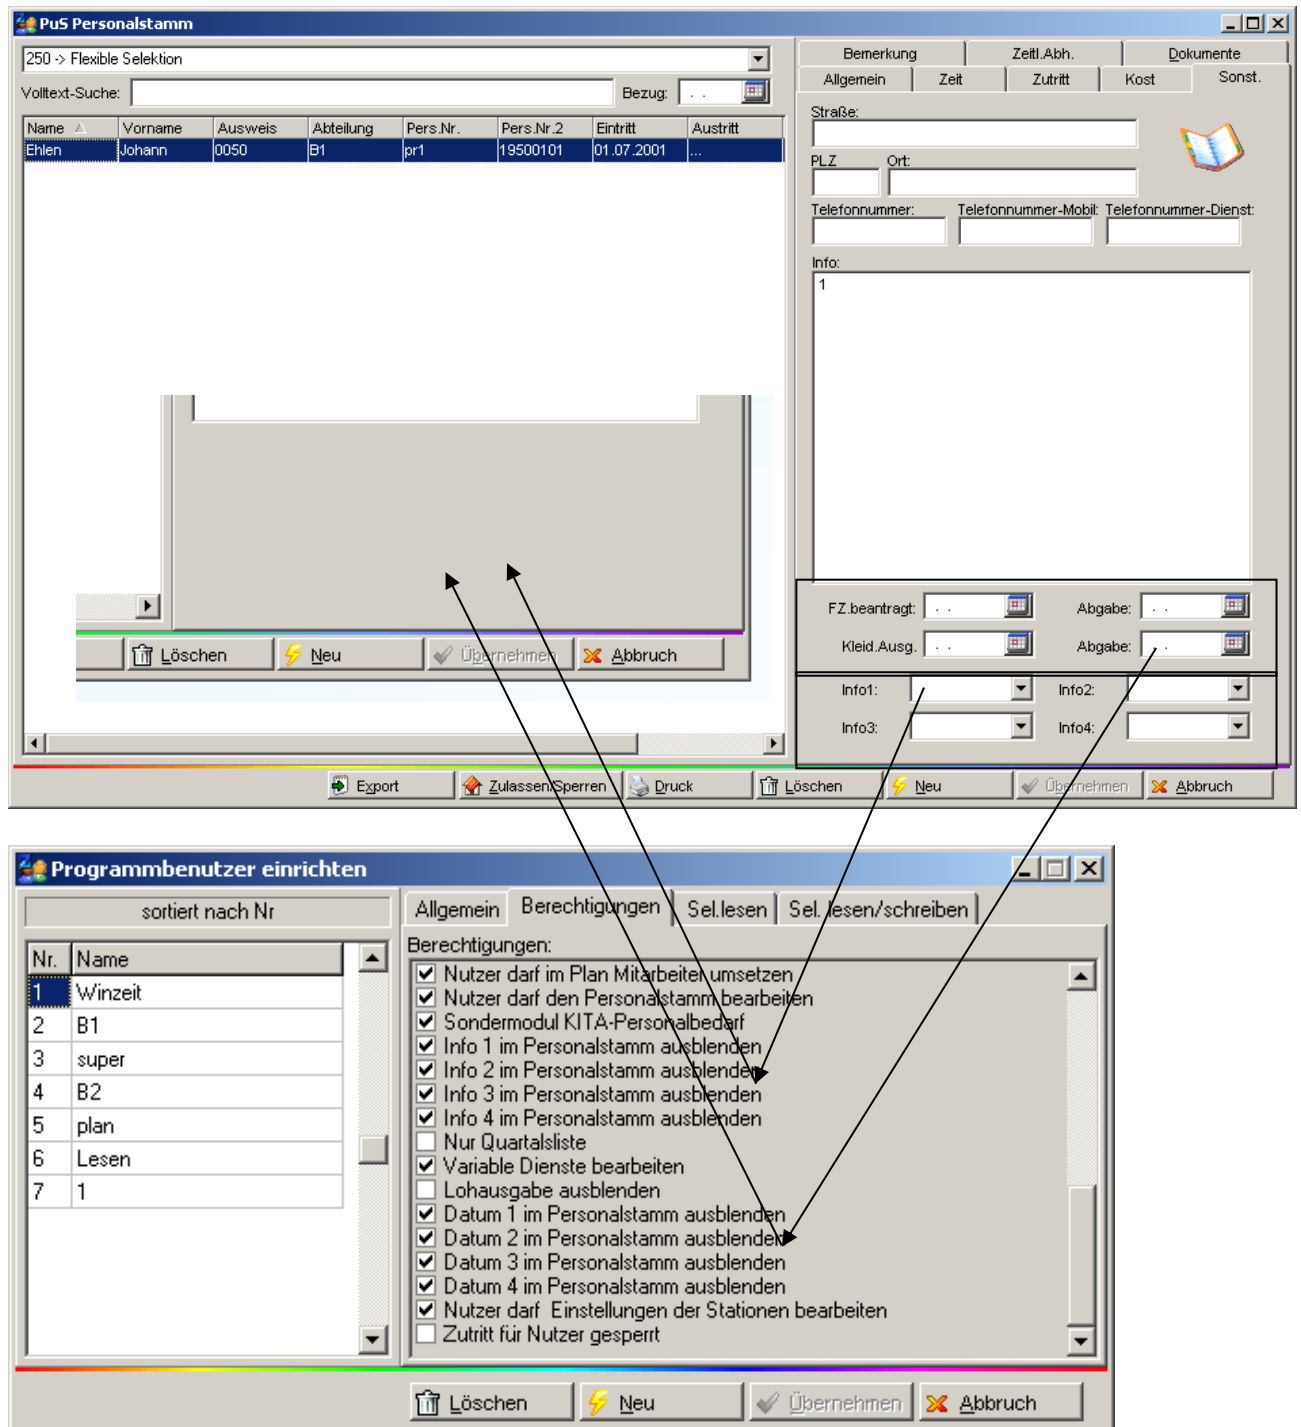 PuS Personalstamm
250 -> Flexible Selektion
Volltext-Suche: Bezug: . .
Name Vorname Ausweis Abteilung Pers.Nr. Pers.Nr.2 Eintritt Austritt
Ehlen Johann 0050 B1 pr1 19500101 01.07.2001 ...
Löschen Neu Übernehmen Abbruch
Bemerkung Zeitl.Abh. Dokumente
Allgemein Zeit Zutritt Kost Sonst.
Straße:
PLZ Ort:
Telefonnummer: Telefonnummer-Mobil: Telefonnummer-Dienst:
Info:
1
FZ.beantragt: . . Abgabe: . .
Kleid.Ausg. . . Abgabe: . .
Info1: Info2:
Info3: Info4:
Export Zulassen/Sperren Druck Löschen Neu Übernehmen Abbruch
Programmbenutzer einrichten
sortiert nach Nr
Nr. Name
1 Winzeit
2 B1
3 super
4 B2
5 plan
6 Lesen
7 1
Allgemein Berechtigungen Sel.lesen Sel. lesen/schreiben
Berechtigungen:
Nutzer darf im Plan Mitarbeiter umsetzen
Nutzer darf den Personalstamm bearbeiten
Sondermodul KITA-Personalbedarf
Info 1 im Personalstamm ausblenden
Info 2 im Personalstamm ausblenden
Info 3 im Personalstamm ausblenden
Info 4 im Personalstamm ausblenden
Nur Quartalsliste
Variable Dienste bearbeiten
Lohausgabe ausblenden
Datum 1 im Personalstamm ausblenden
Datum 2 im Personalstamm ausblenden
Datum 3 im Personalstamm ausblenden
Datum 4 im Personalstamm ausblenden
Nutzer darf Einstellungen der Stationen bearbeiten
Zutritt für Nutzer gesperrt
Löschen Neu Übernehmen Abbruch